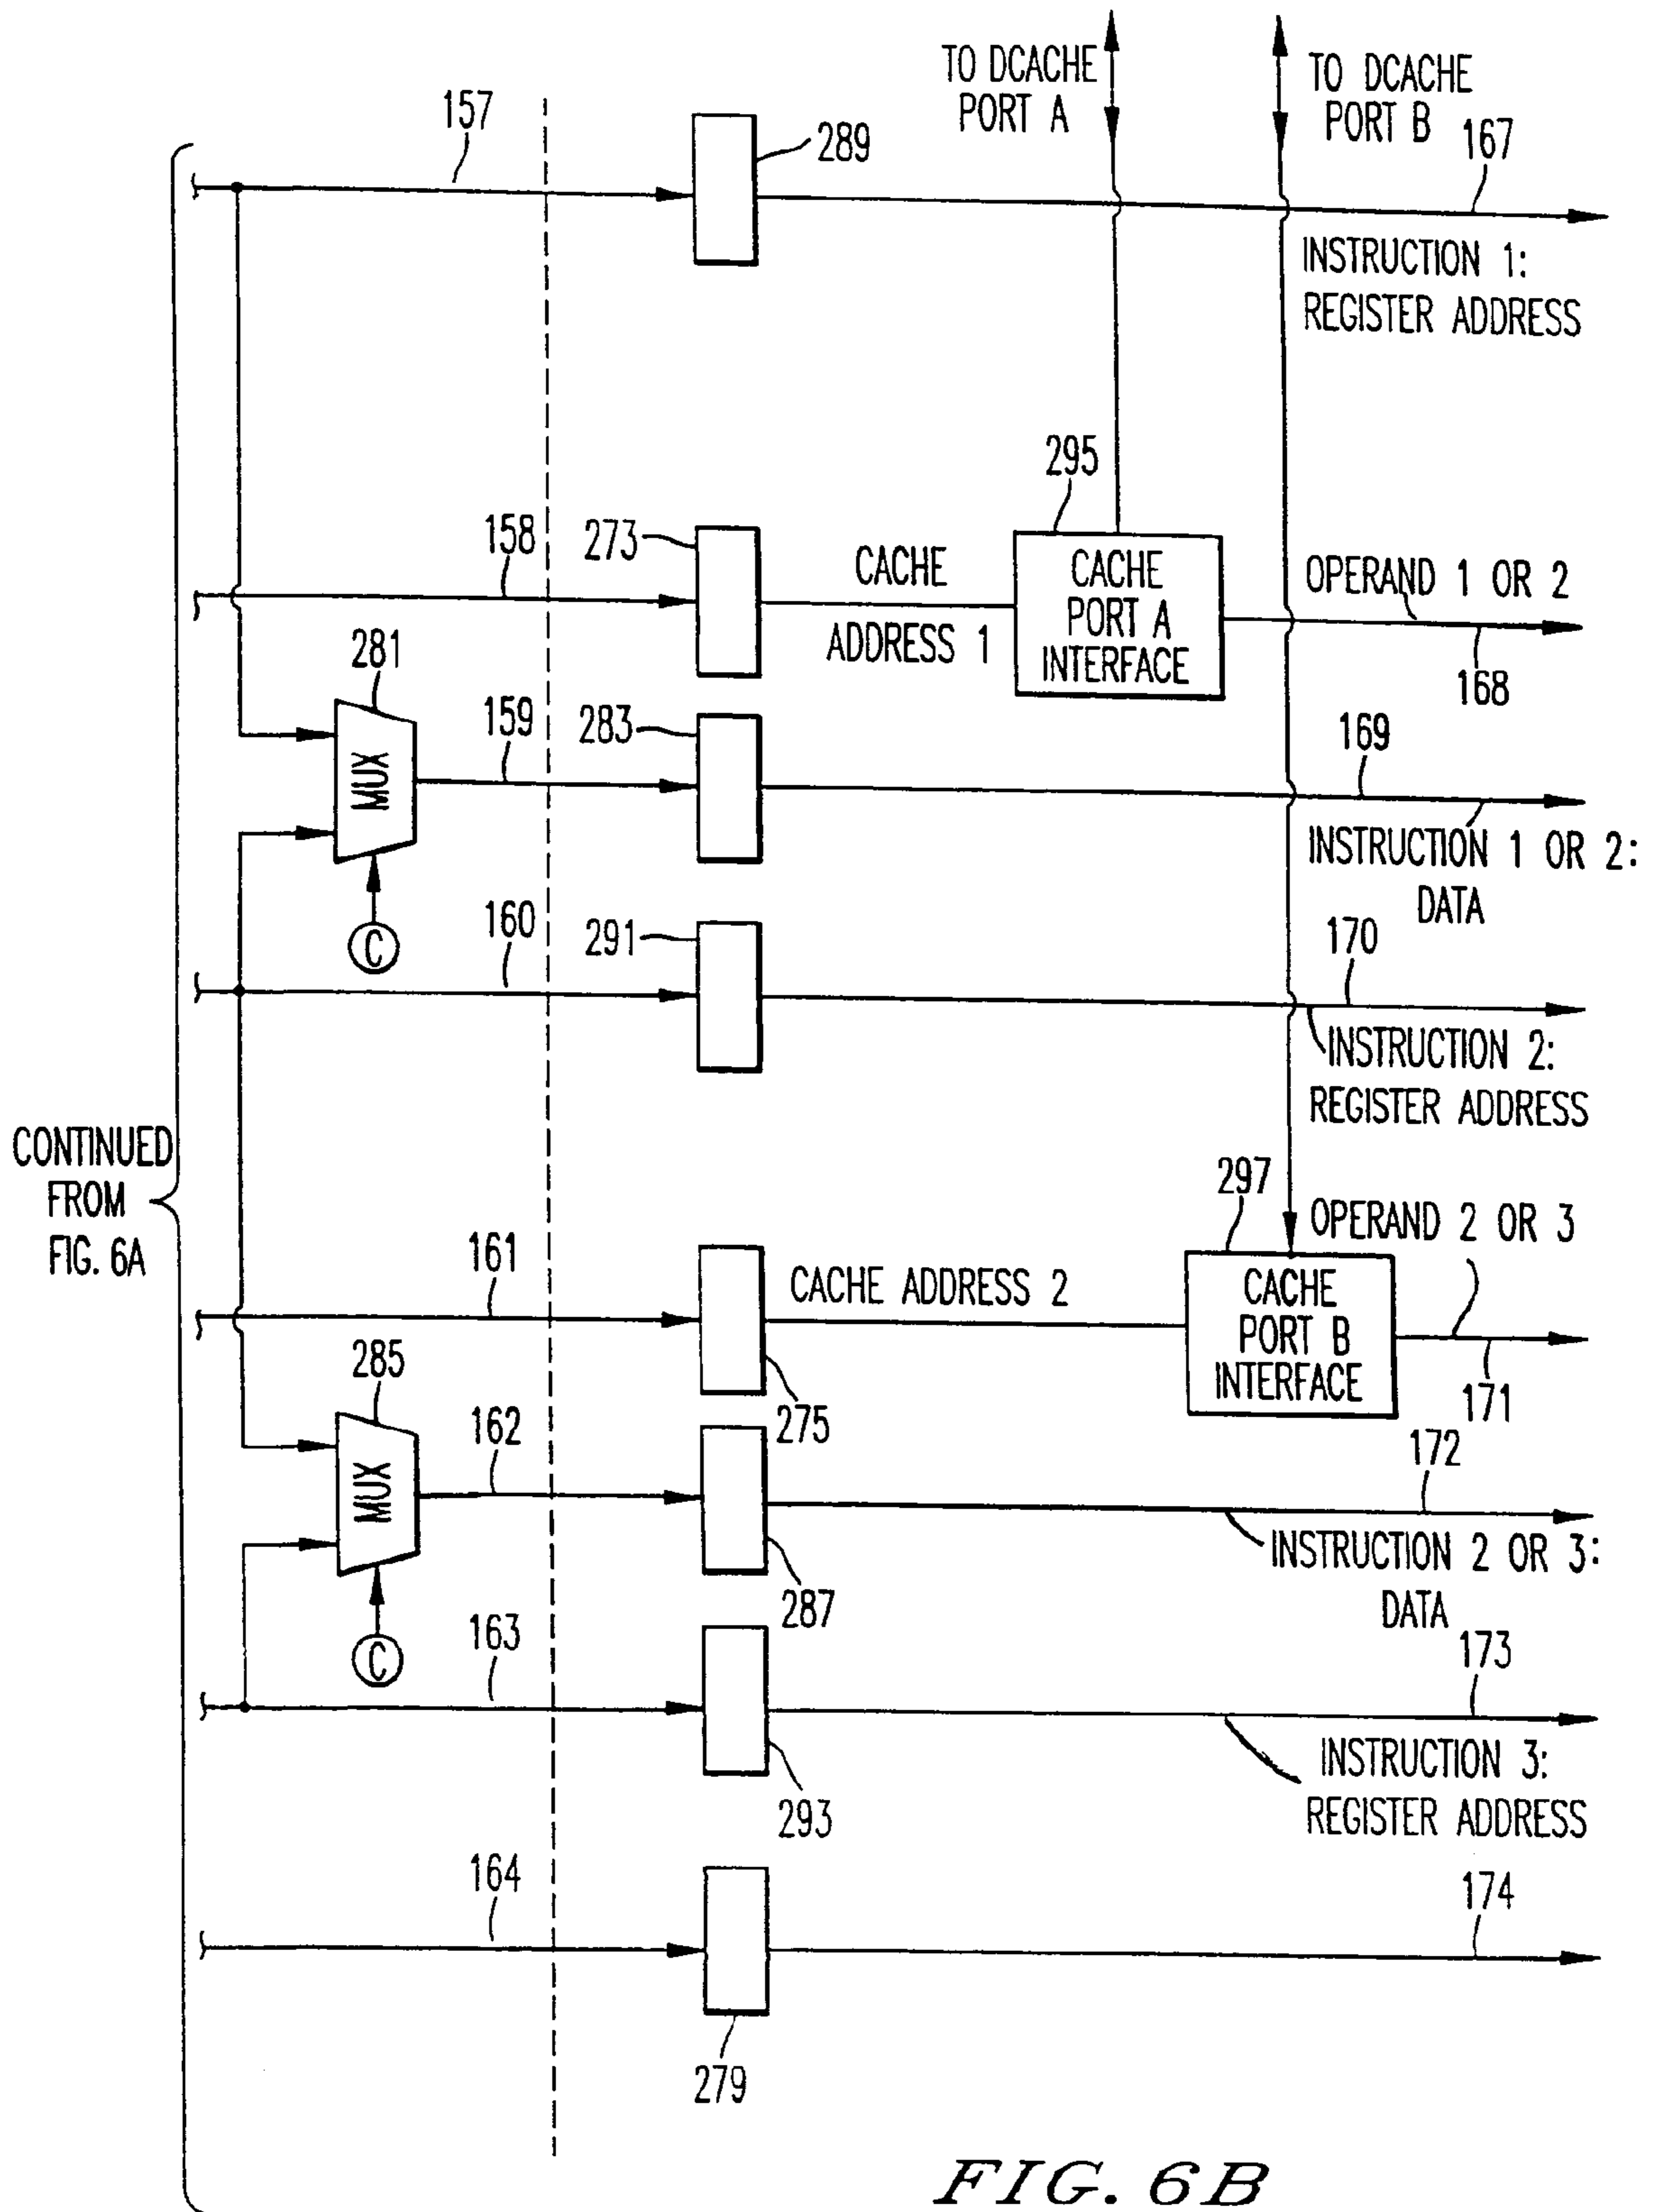 TO DCACHE
PORT A
TO DCACHE
PORT B
157
289
167
INSTRUCTION 1:
REGISTER ADDRESS
295
158
273
CACHE
ADDRESS 1
CACHE
PORT A
INTERFACE
OPERAND 1 OR 2
168
281
MUX
C
159
283
169
INSTRUCTION 1 OR 2:
DATA
160
291
170
INSTRUCTION 2:
REGISTER ADDRESS
CONTINUED
FROM
FIG. 6A
297
OPERAND 2 OR 3
161
CACHE ADDRESS 2
CACHE
PORT B
INTERFACE
275
171
285
MUX
C
162
172
INSTRUCTION 2 OR 3:
DATA
287
163
173
INSTRUCTION 3:
REGISTER ADDRESS
293
164
174
279
FIG. 6B